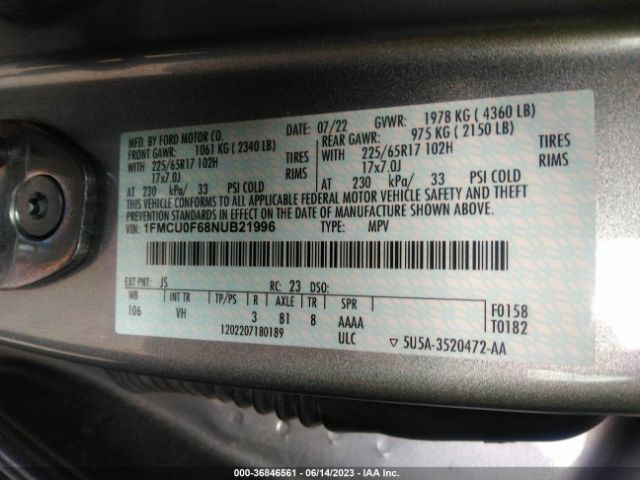 MFD. BY FORD MOTOR CO.
DATE: 07/22 GVWR: 1978 KG ( 4360 LB)
FRONT GAWR: 1061 KG ( 2340 LB) REAR GAWR: 975 KG ( 2150 LB)
WITH 225/65R17 102H TIRES WITH 225/65R17 102H TIRES
17x7.0J RIMS 17x7.0J RIMS
AT 230 kPa/ 33 PSI COLD AT 230 kPa/ 33 PSI COLD
THIS VEHICLE CONFORMS TO ALL APPLICABLE FEDERAL MOTOR VEHICLE SAFETY AND THEFT
PREVENTION STANDARDS IN EFFECT ON THE DATE OF MANUFACTURE SHOWN ABOVE.
VIN: 1FMCU0F68NUB21996 TYPE: MPV
EXT PNT: JS RC: 23 DSO:
WB INT TR TP/PS R AXLE TR SPR F0158
106 VH 3 81 8 AAAA T0182
1202207180189 ULC ▽ 5U5A-3520472-AA
000-36846561 - 06/14/2023 - IAA Inc.